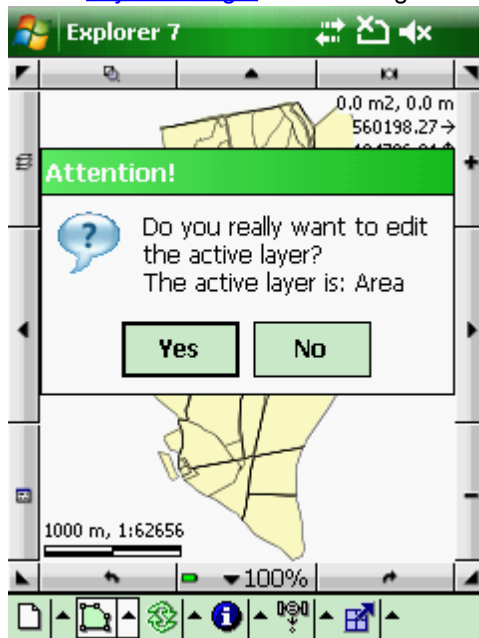 Explorer 7
0.0 m2, 0.0 m
560198.27
Attention!
Do you really want to edit
the active layer?
The active layer is: Area
Yes
No
1000 m, 1:62656
100%